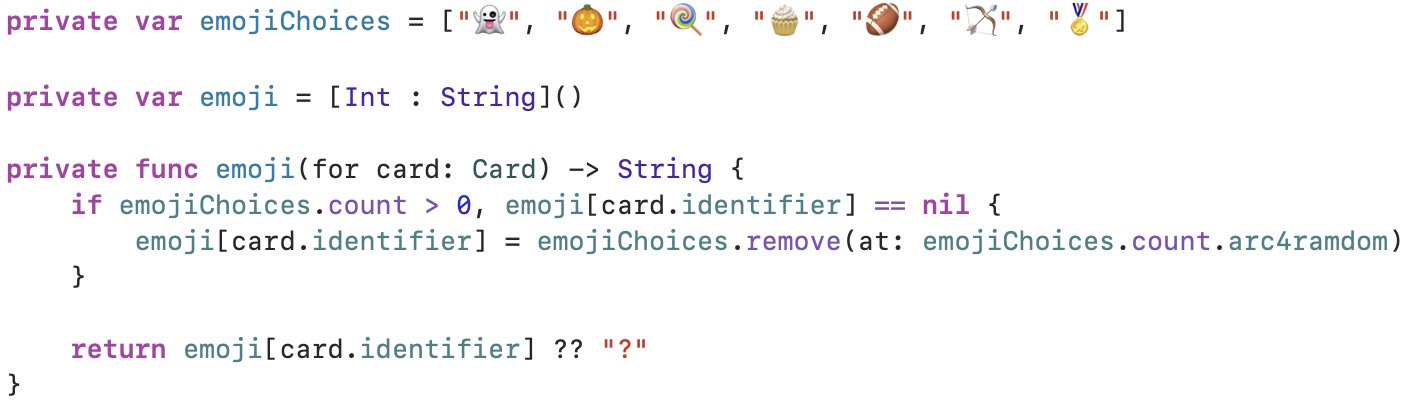 private var emojiChoices = ["👻", "🎃", "🍭", "🧁", "🏈", "🏹", "🏅"]
private var emoji = [Int : String]()
private func emoji(for card: Card) -> String {
if emojiChoices.count > 0, emoji[card.identifier] == nil {
emoji[card.identifier] = emojiChoices.remove(at: emojiChoices.count.arc4ramdom)
}
return emoji[card.identifier] ?? "?"
}